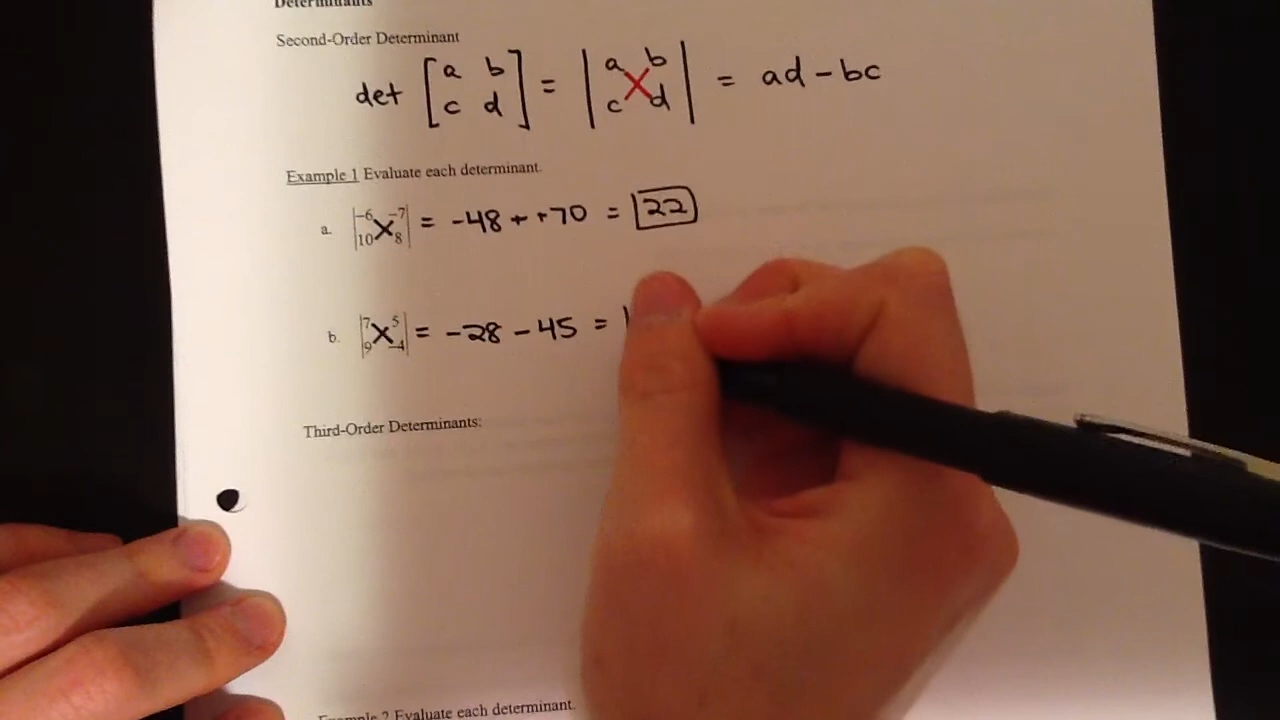 Determinants
Second-Order Determinant
det [a b c d] = |a b c d| = ad - bc
Example 1 Evaluate each determinant.
a. |-6 -7 10 8| = -48 + +70 = 22
b. |7 5 9 -4| = -28 - 45 =
Third-Order Determinants:
Example 2 Evaluate each determinant.